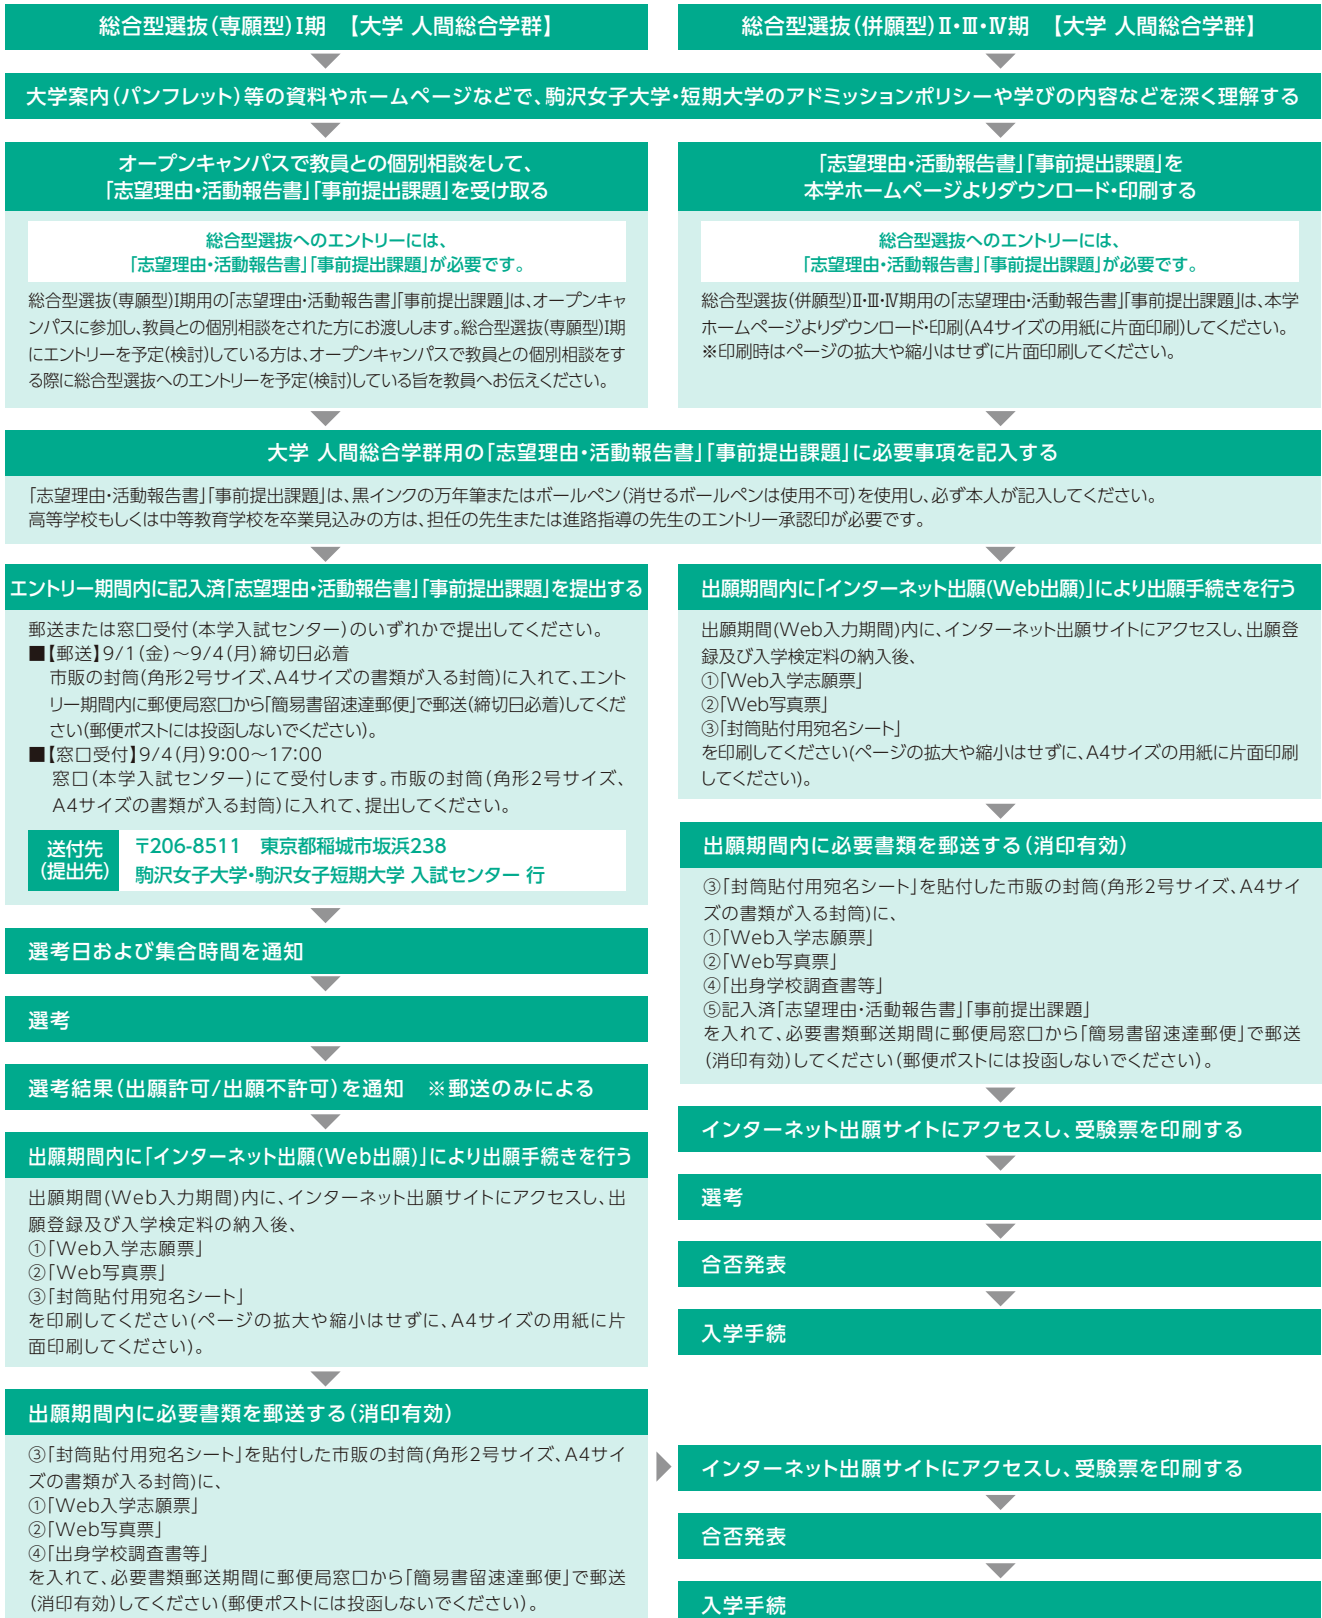 総合型選抜(専願型)Ⅰ期　【大学 人間総合学群】
総合型選抜(併願型)Ⅱ・Ⅲ・Ⅳ期　【大学 人間総合学群】
大学案内(パンフレット)等の資料やホームページなどで、駒沢女子大学・短期大学のアドミッションポリシーや学びの内容などを深く理解する
オープンキャンパスで教員との個別相談をして、
「志望理由・活動報告書」「事前提出課題」を受け取る
総合型選抜へのエントリーには、
「志望理由・活動報告書」「事前提出課題」が必要です。
総合型選抜(専願型)Ⅰ期用の「志望理由・活動報告書」「事前提出課題」は、オープンキャ
ンパスに参加し、教員との個別相談をされた方にお渡しします。総合型選抜(専願型)Ⅰ期
にエントリーを予定(検討)している方は、オープンキャンパスで教員との個別相談をす
る際に総合型選抜へのエントリーを予定(検討)している旨を教員へお伝えください。
「志望理由・活動報告書」「事前提出課題」を
本学ホームページよりダウンロード・印刷する
総合型選抜へのエントリーには、
「志望理由・活動報告書」「事前提出課題」が必要です。
総合型選抜(併願型)Ⅱ・Ⅲ・Ⅳ期用の「志望理由・活動報告書」「事前提出課題」は、本学
ホームページよりダウンロード・印刷(A4サイズの用紙に片面印刷)してください。
※印刷時はページの拡大や縮小はせずに片面印刷してください。
大学 人間総合学群用の「志望理由・活動報告書」「事前提出課題」に必要事項を記入する
「志望理由・活動報告書」「事前提出課題」は、黒インクの万年筆またはボールペン(消せるボールペンは使用不可)を使用し、必ず本人が記入してください。
高等学校もしくは中等教育学校を卒業見込みの方は、担任の先生または進路指導の先生のエントリー承認印が必要です。
エントリー期間内に記入済「志望理由・活動報告書」「事前提出課題」を提出する
郵送または窓口受付(本学入試センター)のいずれかで提出してください。
■【郵送】9/1(金)～9/4(月)締切日必着
市販の封筒(角形2号サイズ、A4サイズの書類が入る封筒)に入れて、エント
リー期間内に郵便局窓口から「簡易書留速達郵便」で郵送(締切日必着)してくだ
さい(郵便ポストには投函しないでください)。
■【窓口受付】9/4(月)9:00～17:00
窓口(本学入試センター)にて受付します。市販の封筒(角形2号サイズ、
A4サイズの書類が入る封筒)に入れて、提出してください。
送付先
(提出先)
〒206-8511　東京都稲城市坂浜238
駒沢女子大学・駒沢女子短期大学 入試センター 行
選考日および集合時間を通知
選考
選考結果(出願許可/出願不許可)を通知　※郵送のみによる
出願期間内に「インターネット出願(Web出願)」により出願手続きを行う
出願期間(Web入力期間)内に、インターネット出願サイトにアクセスし、出
願登録及び入学検定料の納入後、
①「Web入学志願票」
②「Web写真票」
③「封筒貼付用宛名シート」
を印刷してください(ページの拡大や縮小はせずに、A4サイズの用紙に片
面印刷してください)。
出願期間内に必要書類を郵送する(消印有効)
③「封筒貼付用宛名シート」を貼付した市販の封筒(角形2号サイズ、A4サイ
ズの書類が入る封筒)に、
①「Web入学志願票」
②「Web写真票」
④「出身学校調査書等」
を入れて、必要書類郵送期間に郵便局窓口から「簡易書留速達郵便」で郵送
(消印有効)してください(郵便ポストには投函しないでください)。
出願期間内に「インターネット出願(Web出願)」により出願手続きを行う
出願期間(Web入力期間)内に、インターネット出願サイトにアクセスし、出願登
録及び入学検定料の納入後、
①「Web入学志願票」
②「Web写真票」
③「封筒貼付用宛名シート」
を印刷してください(ページの拡大や縮小はせずに、A4サイズの用紙に片面印刷
してください)。
出願期間内に必要書類を郵送する(消印有効)
③「封筒貼付用宛名シート」を貼付した市販の封筒(角形2号サイズ、A4サイ
ズの書類が入る封筒)に、
①「Web入学志願票」
②「Web写真票」
④「出身学校調査書等」
⑤記入済「志望理由・活動報告書」「事前提出課題」
を入れて、必要書類郵送期間に郵便局窓口から「簡易書留速達郵便」で郵送
(消印有効)してください(郵便ポストには投函しないでください)。
インターネット出願サイトにアクセスし、受験票を印刷する
選考
合否発表
入学手続
インターネット出願サイトにアクセスし、受験票を印刷する
合否発表
入学手続